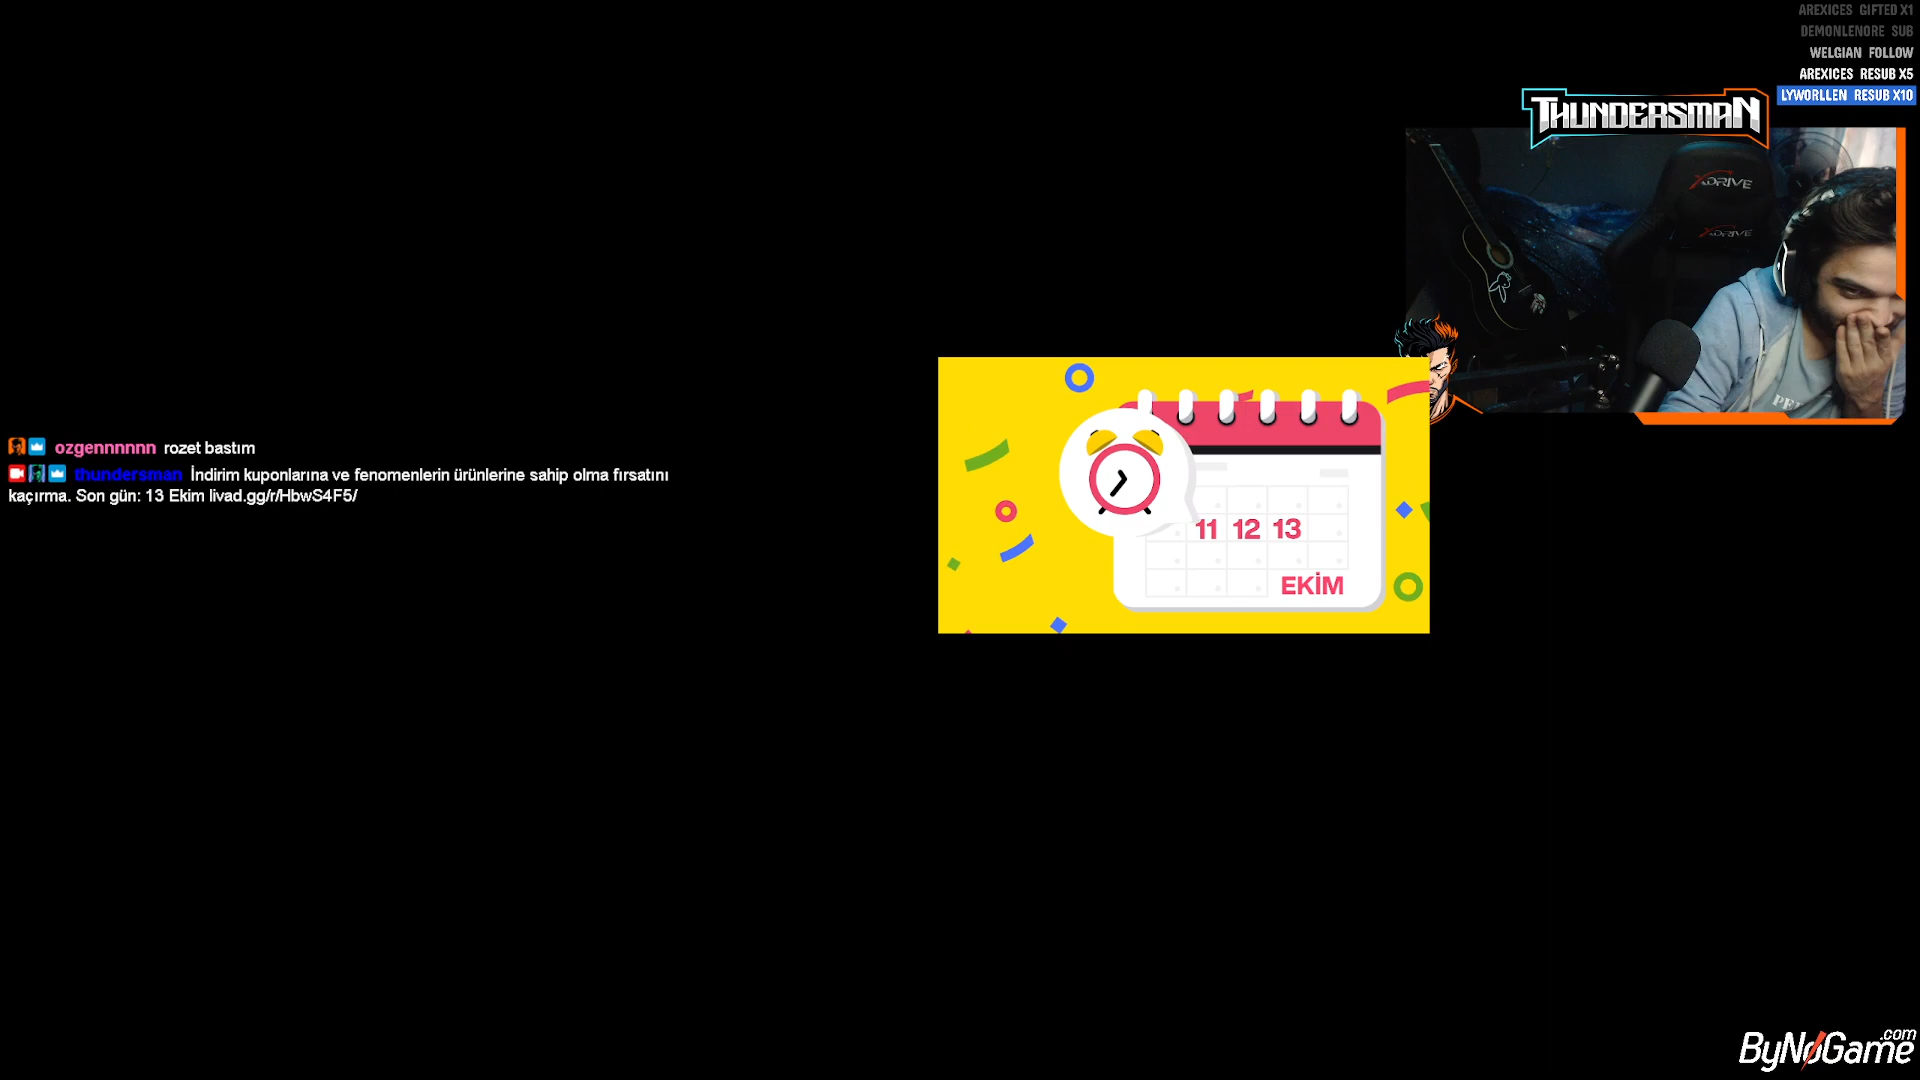 AREXICES GIFTED X1
DEMONLENORE SUB
WELGIAN FOLLOW
AREXICES RESUB X5
LYWORLLEN RESUB X10
THUNDERSMAN
XDRIVE
XDRIVE
ozgennnnnn rozet bastım
thundersman İndirim kuponlarına ve fenomenlerin ürünlerine sahip olma fırsatını
kaçırma. Son gün: 13 Ekim livad.gg/r/HbwS4F5/
11 12 13
EKİM
ByNoGame.com